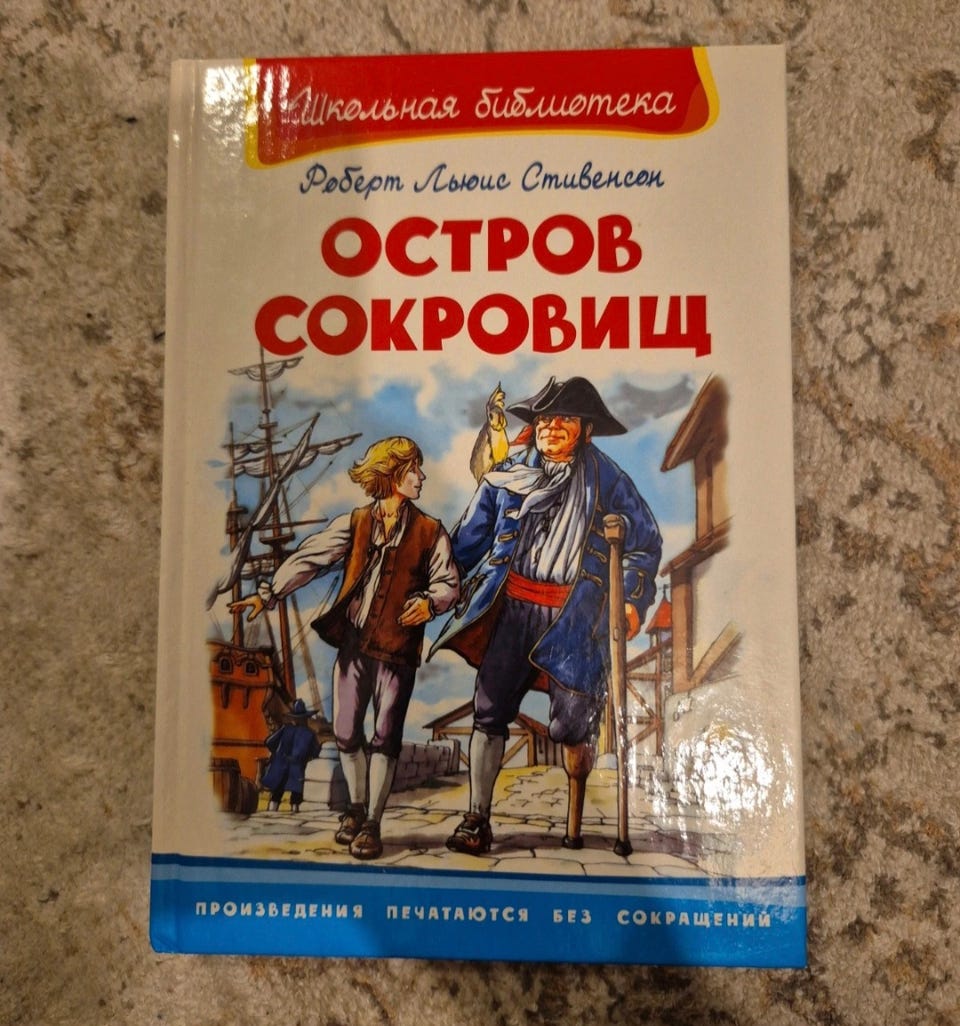 Школьная библиотека
Роберт Льюис Стивенсон
ОСТРОВ
СОКРОВИЩ
ПРОИЗВЕДЕНИЯ ПЕЧАТАЮТСЯ БЕЗ СОКРАЩЕНИЙ